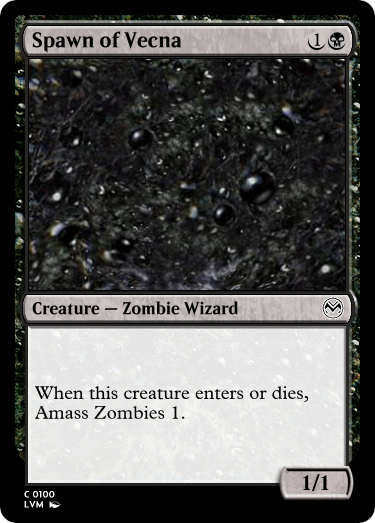 Spawn of Vecna 1
Creature — Zombie Wizard
When this creature enters or dies,
Amass Zombies 1.
1/1
C 0100
LVM